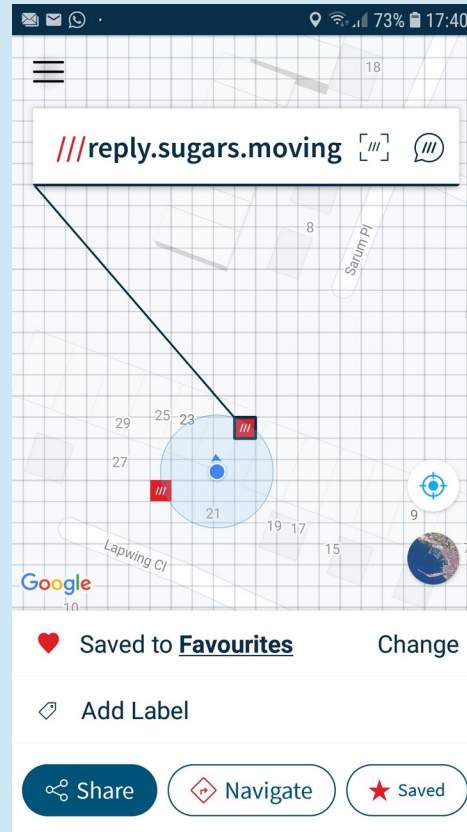 73% 17:40
18
///reply.sugars.moving
8
Sarum Pl
29 25 23
27
21
19 17
9
15
Lapwing Cl
Google
10
Saved to Favourites Change
Add Label
Share Navigate Saved